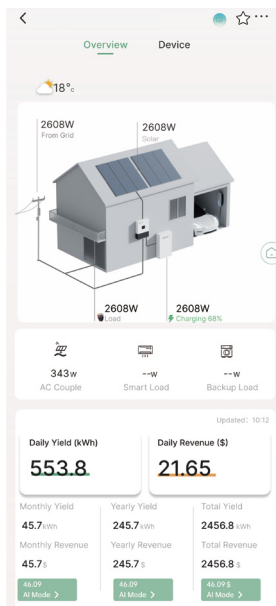 Overview Device
18°c
2608W
From Grid
2608W
Solar
2608W
Load
2608W
Charging 68%
343w
AC Couple
--w
Smart Load
--w
Backup Load
Updated: 10:12
Daily Yield (kWh)
553.8
Daily Revenue ($)
21.65
Monthly Yield
45.7kWh
Yearly Yield
245.7kWh
Total Yield
2456.8kWh
Monthly Revenue
45.7$
Yearly Revenue
245.7$
Total Revenue
2456.8$
46.09
AI Mode >
46.09
AI Mode >
46.09 $
AI Mode >